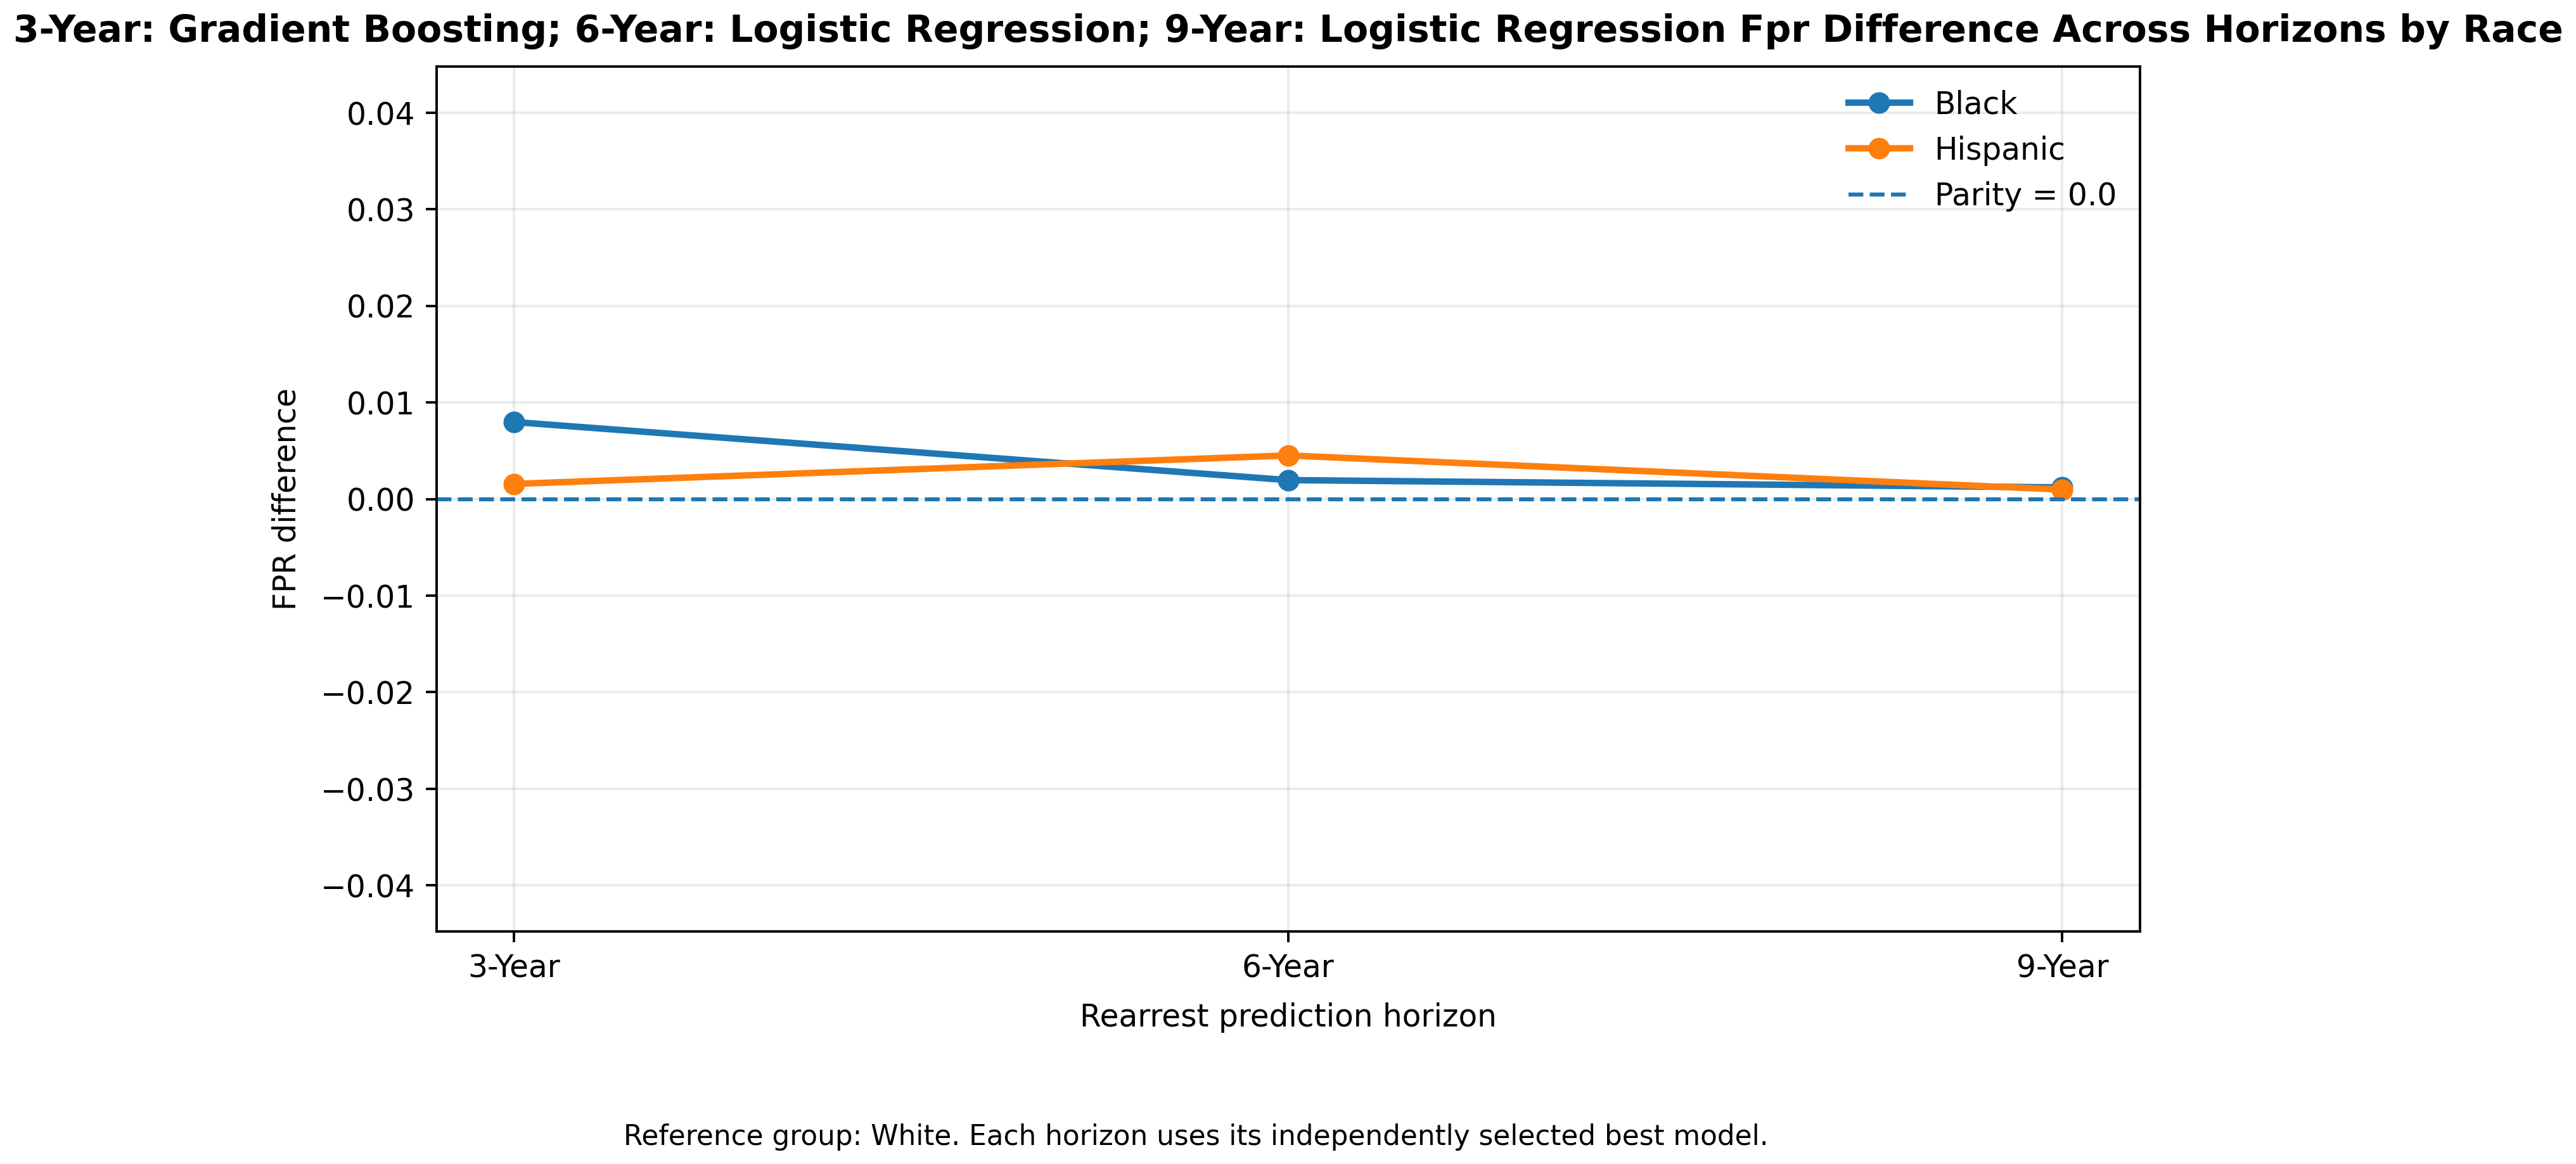 3-Year: Gradient Boosting; 6-Year: Logistic Regression; 9-Year: Logistic Regression Fpr Difference Across Horizons by Race
Black
Hispanic
Parity = 0.0
0.04
0.03
0.02
0.01
0.00
−0.01
−0.02
−0.03
−0.04
FPR difference
3-Year
6-Year
9-Year
Rearrest prediction horizon
Reference group: White. Each horizon uses its independently selected best model.